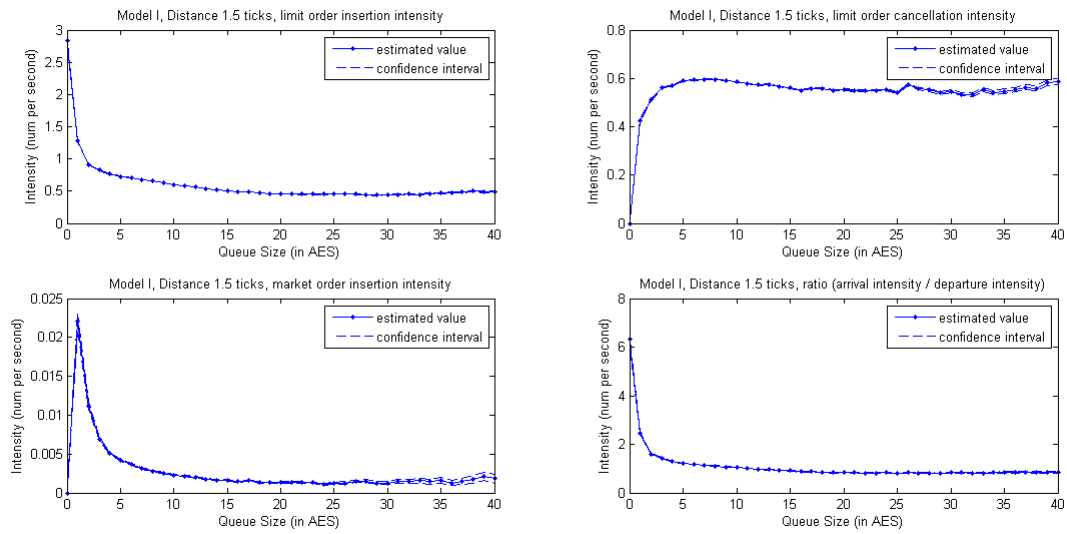 Model I, Distance 1.5 ticks, limit order insertion intensity
3
2.5
2
1.5
1
0.5
0
Intensity (num per second)
estimated value
confidence interval
0 5 10 15 20 25 30 35 40
Queue Size (in AES)
Model I, Distance 1.5 ticks, limit order cancellation intensity
0.8
0.6
0.4
0.2
0
Intensity (num per second)
estimated value
confidence interval
0 5 10 15 20 25 30 35 40
Queue Size (in AES)
Model I, Distance 1.5 ticks, market order insertion intensity
0.025
0.02
0.015
0.01
0.005
0
Intensity (num per second)
estimated value
confidence interval
0 5 10 15 20 25 30 35 40
Queue Size (in AES)
Model I, Distance 1.5 ticks, ratio (arrival intensity / departure intensity)
8
6
4
2
0
Intensity (num per second)
estimated value
confidence interval
0 5 10 15 20 25 30 35 40
Queue Size (in AES)